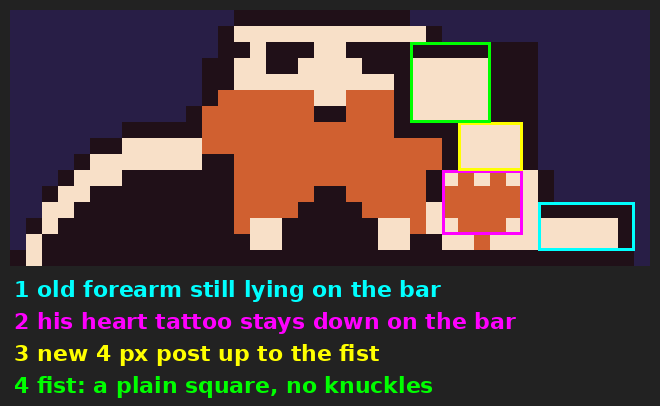 1 old forearm still lying on the bar
2 his heart tattoo stays down on the bar
3 new 4 px post up to the fist
4 fist: a plain square, no knuckles